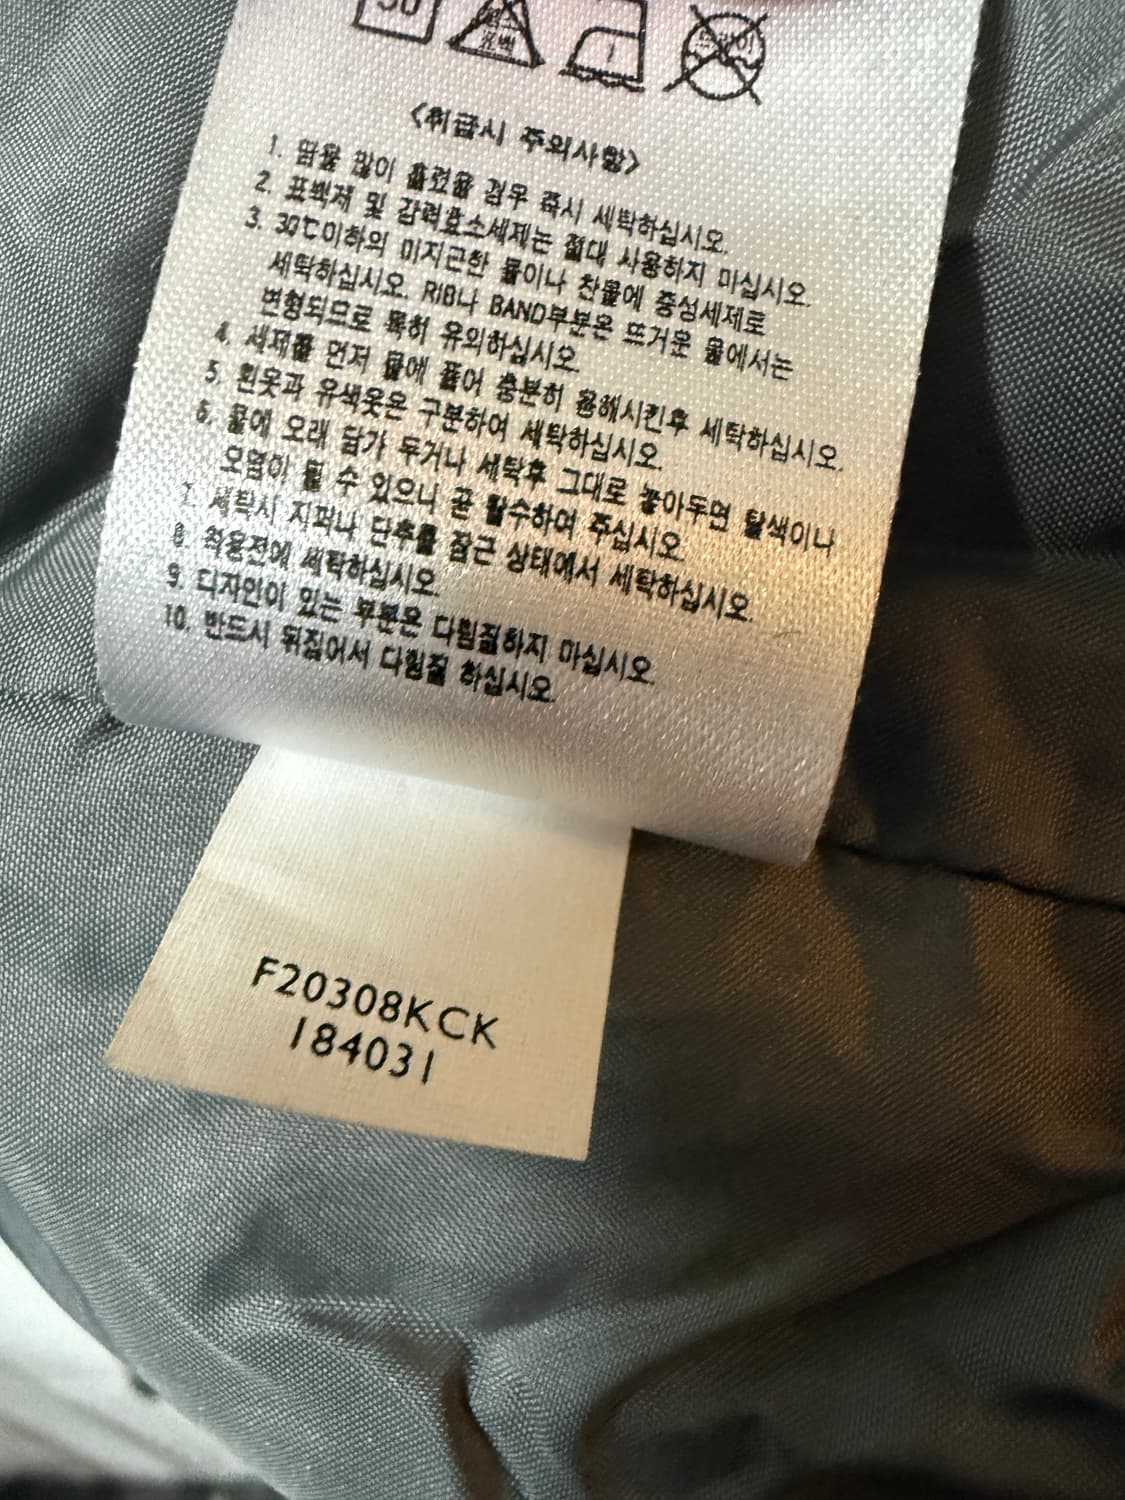 30
표백
<취급시 주의사항>
1. 땀을 많이 흘렸을 경우 즉시 세탁하십시오.
2. 표백제 및 강력효소세제는 절대 사용하지 마십시오.
3. 30℃이하의 미지근한 물이나 찬물에 중성세제로
세탁하십시오. RIB나 BAND부분은 뜨거운 물에서는
변형되므로 특히 유의하십시오.
4. 세제를 먼저 물에 풀어 충분히 용해시킨후 세탁하십시오.
5. 흰옷과 유색옷은 구분하여 세탁하십시오.
6. 물에 오래 담가 두거나 세탁후 그대로 놓아두면 탈색이나
오염이 될 수 있으니 곧 탈수하여 주십시오.
7. 세탁시 지퍼나 단추를 잠근 상태에서 세탁하십시오.
8. 착용전에 세탁하십시오.
9. 디자인이 있는 부분은 다림질하지 마십시오.
10. 반드시 뒤집어서 다림질 하십시오.
F20308KCK
184031